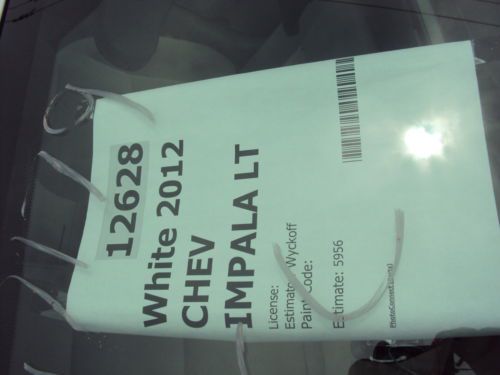 12628
White 2012
CHEV
IMPALA LT
License:
Estimator: Wyckoff
Paint Code:
Estimate: 5956